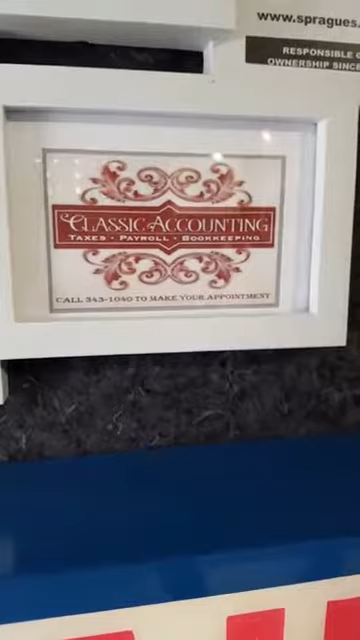 www.spragues.
RESPONSIBLE
OWNERSHIP SINCE
CLASSIC ACCOUNTING
TAXES • PAYROLL • BOOKKEEPING
CALL 343-1040 TO MAKE YOUR APPOINTMENT